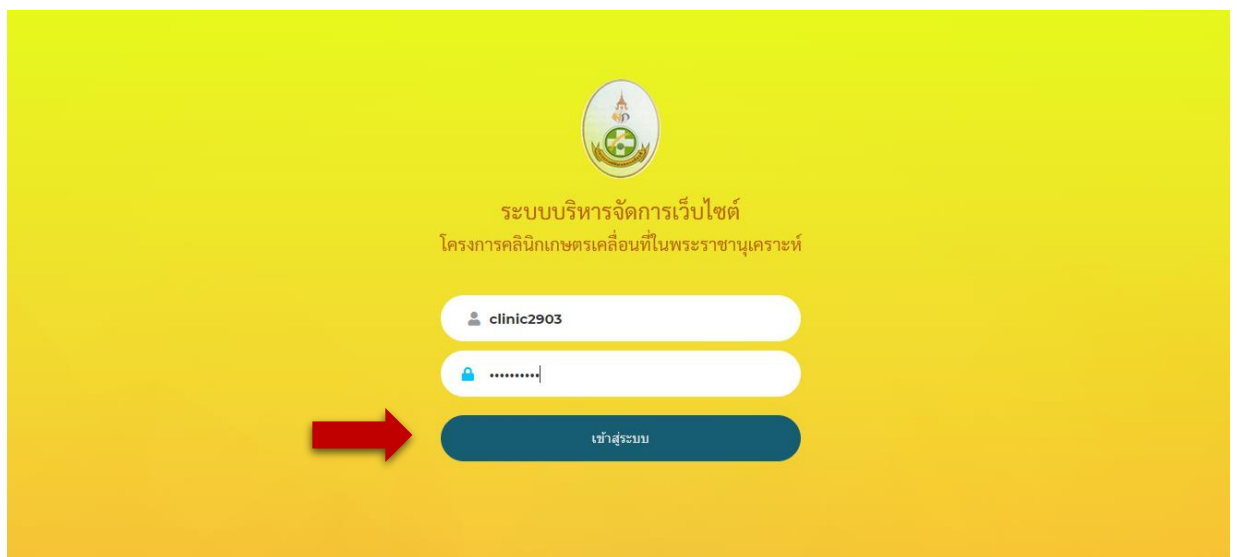 ระบบบริหารจัดการเว็บไซต์
โครงการคลินิกเกษตรเคลื่อนที่ในพระราชานุเคราะห์
clinic2903
••••••••••
เข้าสู่ระบบ